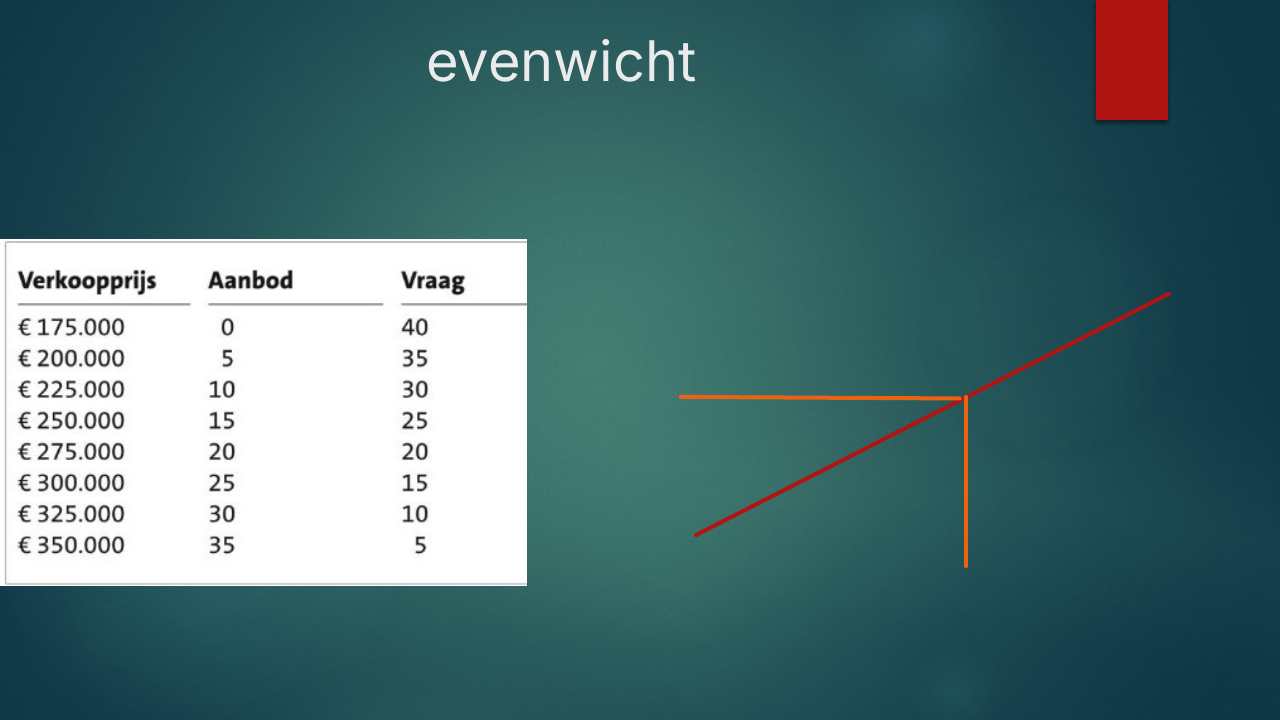 evenwicht
Verkoopprijs Aanbod Vraag
€ 175.000 0 40
€ 200.000 5 35
€ 225.000 10 30
€ 250.000 15 25
€ 275.000 20 20
€ 300.000 25 15
€ 325.000 30 10
€ 350.000 35 5